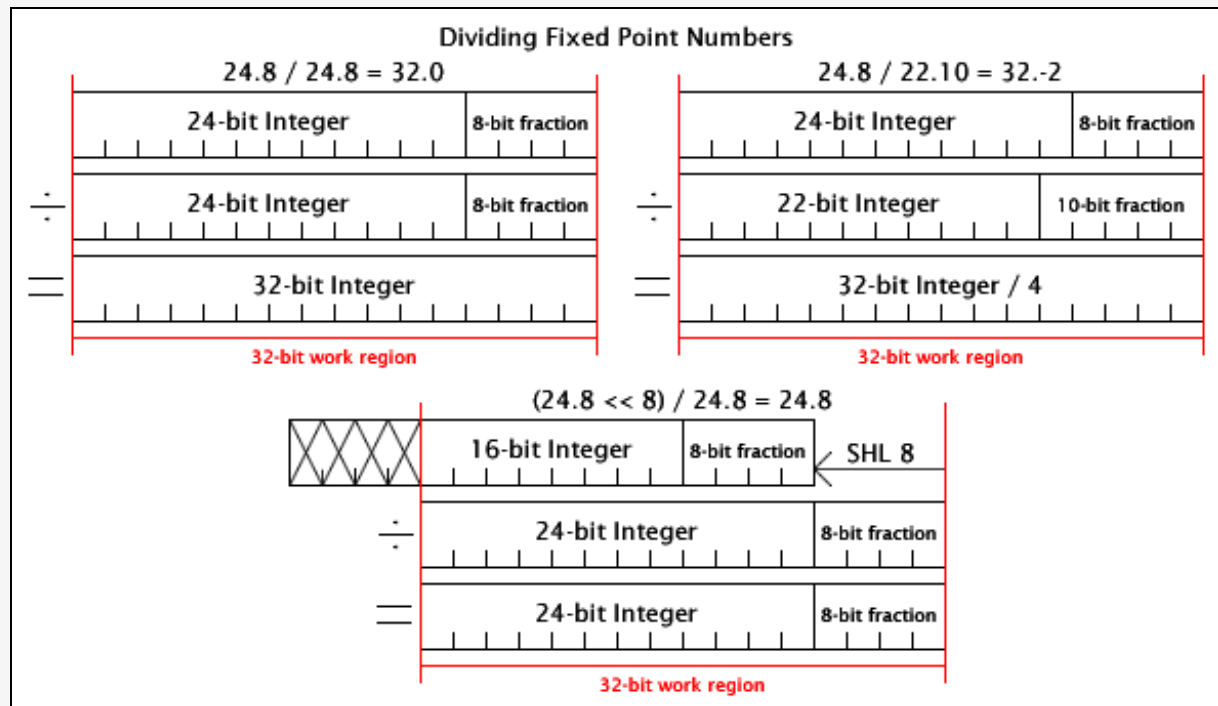 Dividing Fixed Point Numbers
24.8 / 24.8 = 32.0
24-bit Integer 8-bit fraction
÷ 24-bit Integer 8-bit fraction
= 32-bit Integer
32-bit work region
24.8 / 22.10 = 32.-2
24-bit Integer 8-bit fraction
÷ 22-bit Integer 10-bit fraction
= 32-bit Integer / 4
32-bit work region
(24.8 << 8) / 24.8 = 24.8
16-bit Integer 8-bit fraction SHL 8
÷ 24-bit Integer 8-bit fraction
= 24-bit Integer 8-bit fraction
32-bit work region